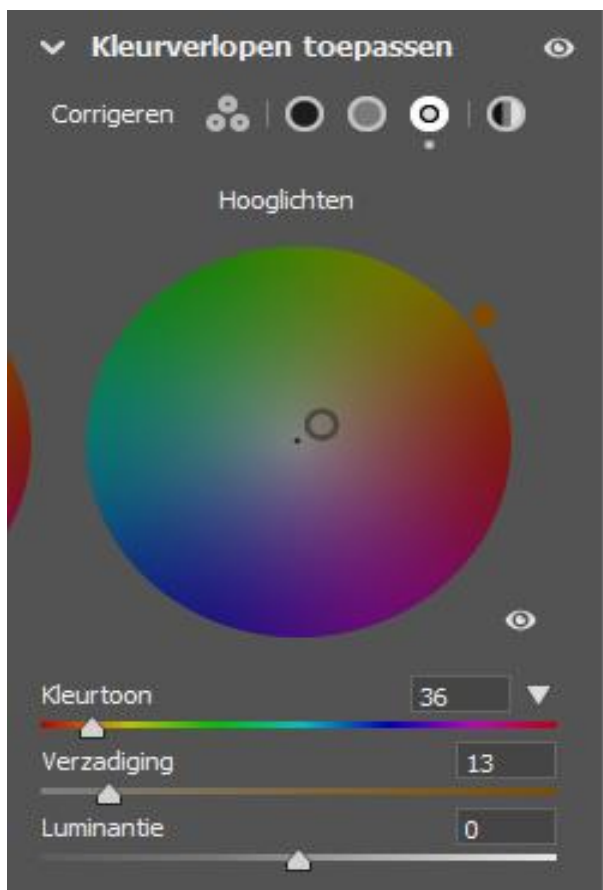 Kleurverlopen toepassen
Corrigeren
Hooglichten
Kleurtoon 36
Verzadiging 13
Luminantie 0